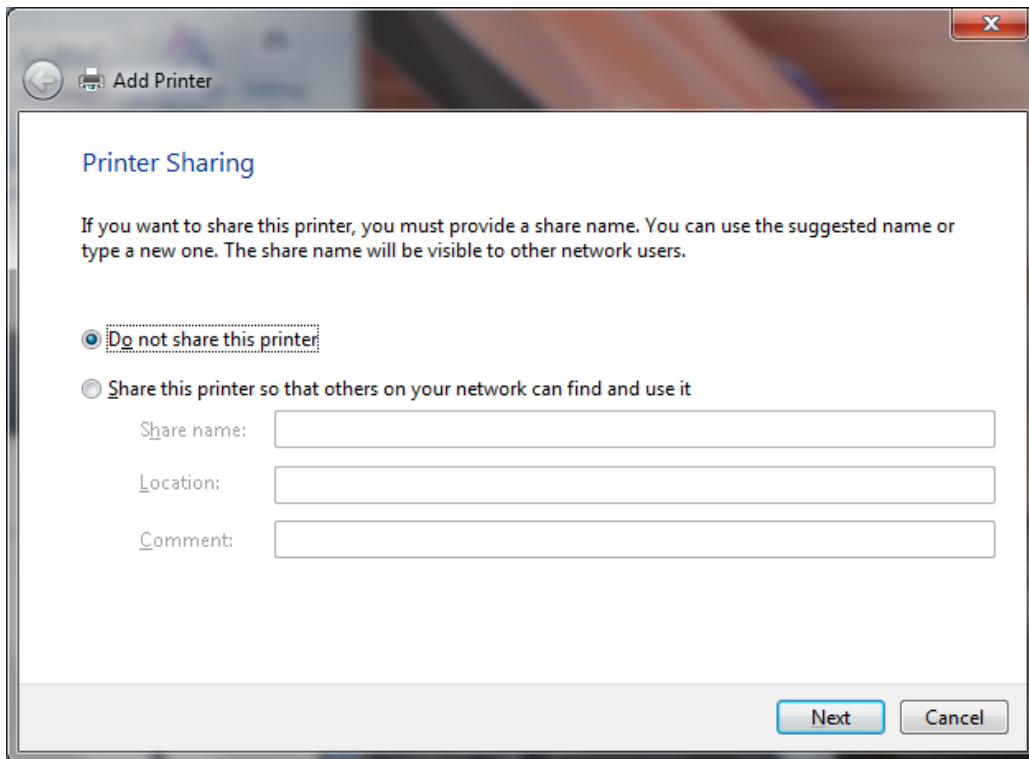 Add Printer
Printer Sharing
If you want to share this printer, you must provide a share name. You can use the suggested name or
type a new one. The share name will be visible to other network users.
Do not share this printer
Share this printer so that others on your network can find and use it
Share name:
Location:
Comment:
Next
Cancel